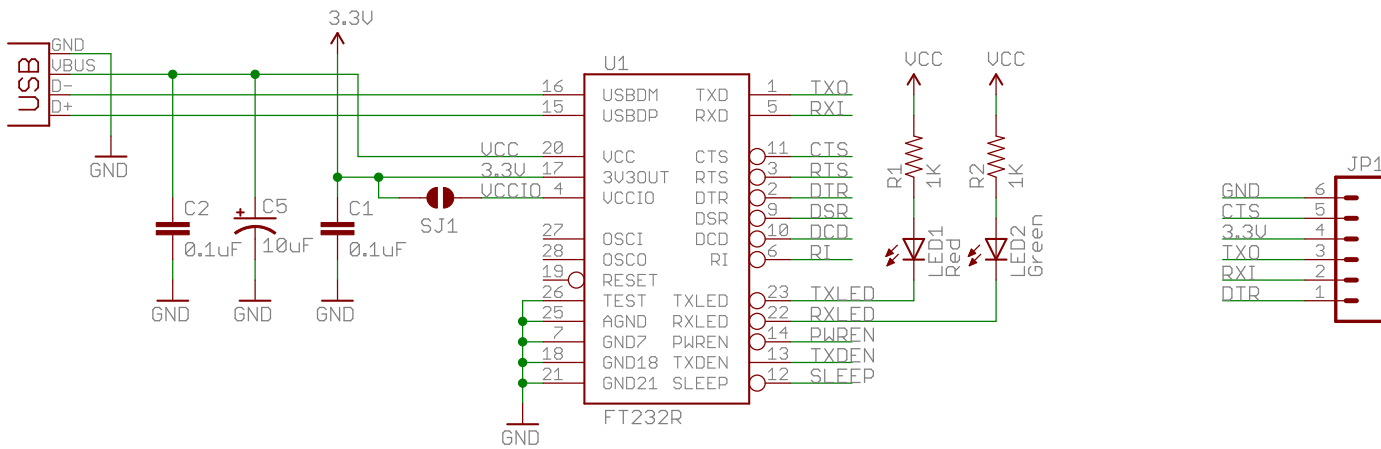 3.3V
USB
GND
VBUS
D-
D+
GND
C2
0.1uF
GND
+
C5
10uF
GND
C1
0.1uF
GND
SJ1
VCC
3.3V
VCCIO
U1
16 USBDM TXD 1 TXO
15 USBDP RXD 5 RXI
20 VCC CTS 11 CTS
17 3V3OUT RTS 3 RTS
4 VCCIO DTR 2 DTR
DSR 9 DSR
27 OSCI DCD 10 DCD
28 OSCO RI 6 RI
19 RESET
26 TEST TXLED 23 TXLED
25 AGND RXLED 22 RXLED
7 GND7 PWREN 14 PWREN
18 GND18 TXDEN 13 TXDEN
21 GND21 SLEEP 12 SLEEP
FT232R
GND
VCC
R1
1K
LED1
Red
VCC
R2
1K
LED2
Green
JP1
GND 6
CTS 5
3.3V 4
TXO 3
RXI 2
DTR 1